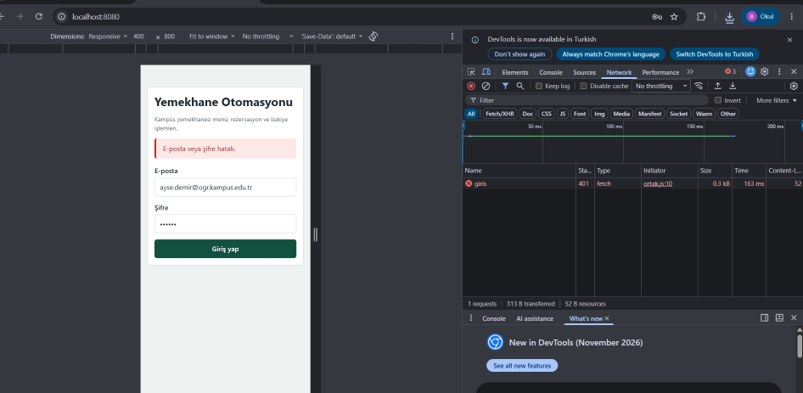 localhost:8080
Okul
Dimensions: Responsive 400 x 800 Fit to window No throttling 'Save-Data': default
Yemekhane Otomasyonu
Kampüs yemekhanesi menü, rezervasyon ve bakiye
işlemleri.
E-posta veya şifre hatalı.
E-posta
ayse.demir@ogr.kampus.edu.tr
Şifre
••••••
Giriş yap
DevTools is now available in Turkish
Don't show again
Always match Chrome's language
Switch DevTools to Turkish
Elements Console Sources Network Performance 3
Keep log Disable cache No throttling
Filter Invert More filters
All Fetch/XHR Doc CSS JS Font Img Media Manifest Socket Wasm Other
50 ms 100 ms 150 ms 200 ms
Name Sta... Type Initiator Size Time Content-L...
giris 401 fetch ortak.js:10 0.3 kB 163 ms 52
1 requests 313 B transferred 52 B resources
Console AI assistance What's new
New in DevTools (November 2026)
See all new features